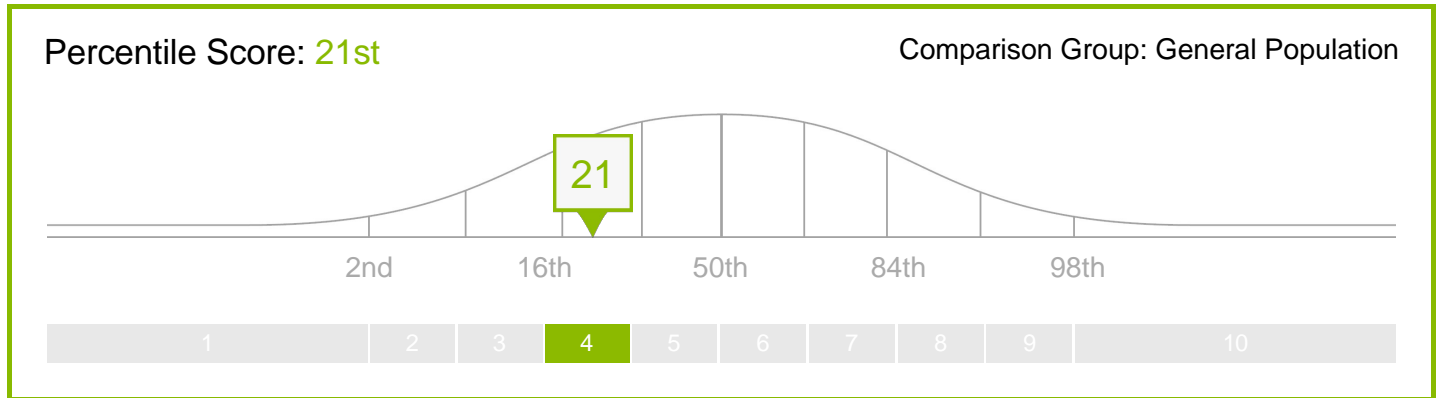 Percentile Score: 21st
Comparison Group: General Population
21
2nd 16th 50th 84th 98th
1 2 3 4 5 6 7 8 9 10